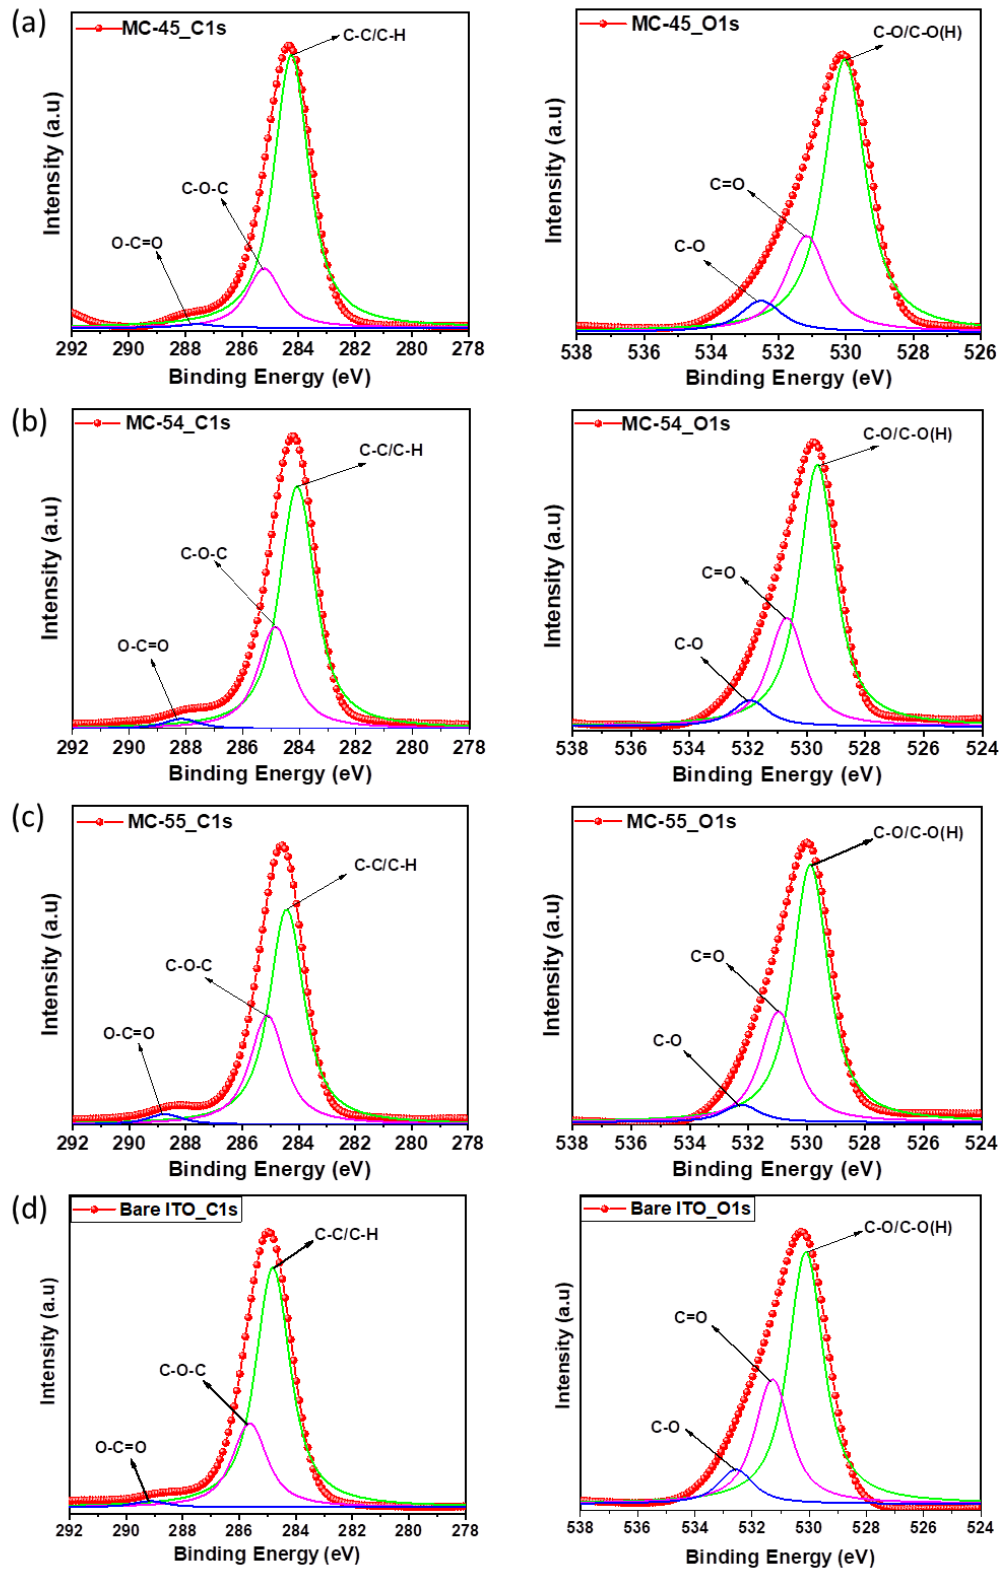 (a)
MC-45_C1s
C-C/C-H
C-O-C
O-C=O
Intensity (a.u)
292 290 288 286 284 282 280 278
Binding Energy (eV)
MC-45_O1s
C-O/C-O(H)
C=O
C-O
Intensity (a.u)
538 536 534 532 530 528 526
Binding Energy (eV)
(b)
MC-54_C1s
C-C/C-H
C-O-C
O-C=O
Intensity (a.u)
292 290 288 286 284 282 280 278
Binding Energy (eV)
MC-54_O1s
C-O/C-O(H)
C=O
C-O
Intensity (a.u)
538 536 534 532 530 528 526 524
Binding Energy (eV)
(c)
MC-55_C1s
C-C/C-H
C-O-C
O-C=O
Intensity (a.u)
292 290 288 286 284 282 280 278
Binding Energy (eV)
MC-55_O1s
C-O/C-O(H)
C=O
C-O
Intensity (a.u)
538 536 534 532 530 528 526 524
Binding Energy (eV)
(d)
Bare ITO_C1s
C-C/C-H
C-O-C
O-C=O
Intensity (a.u)
292 290 288 286 284 282 280 278
Binding Energy (eV)
Bare ITO_O1s
C-O/C-O(H)
C=O
C-O
Intensity (a.u)
538 536 534 532 530 528 526 524
Binding Energy (eV)